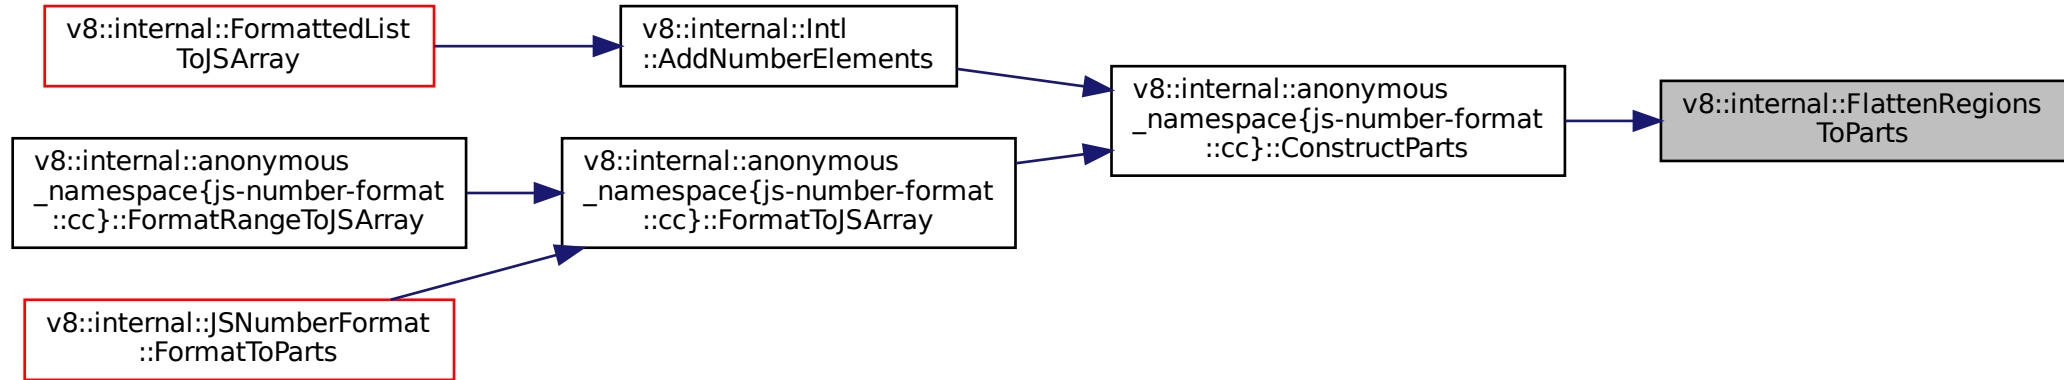 v8::internal::FormattedList
ToJSArray
v8::internal::Intl
::AddNumberElements
v8::internal::anonymous
_namespace{js-number-format
::cc}::ConstructParts
v8::internal::FlattenRegions
ToParts
v8::internal::anonymous
_namespace{js-number-format
::cc}::FormatRangeToJSArray
v8::internal::anonymous
_namespace{js-number-format
::cc}::FormatToJSArray
v8::internal::JSNumberFormat
::FormatToParts